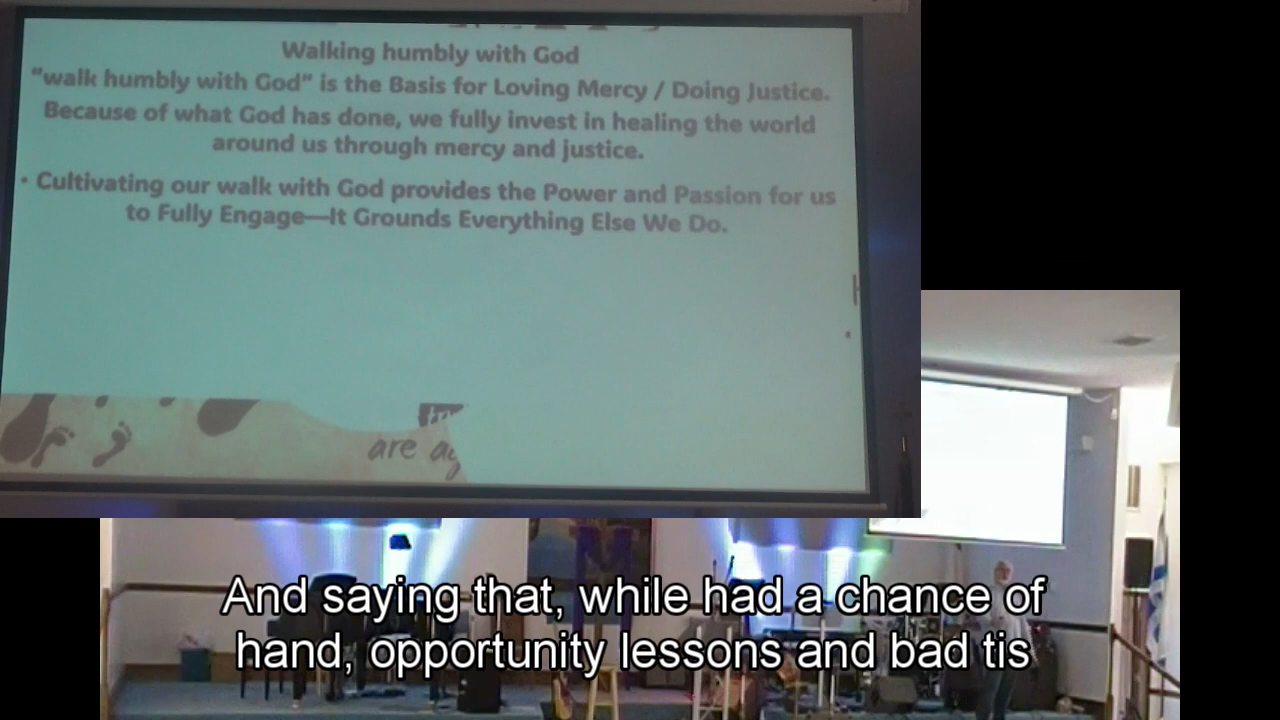 Walking humbly with God
"walk humbly with God" is the Basis for Loving Mercy / Doing Justice.
Because of what God has done, we fully invest in healing the world
around us through mercy and justice.
• Cultivating our walk with God provides the Power and Passion for us
to Fully Engage—It Grounds Everything Else We Do.
are
And saying that, while had a chance of
hand, opportunity lessons and bad tis